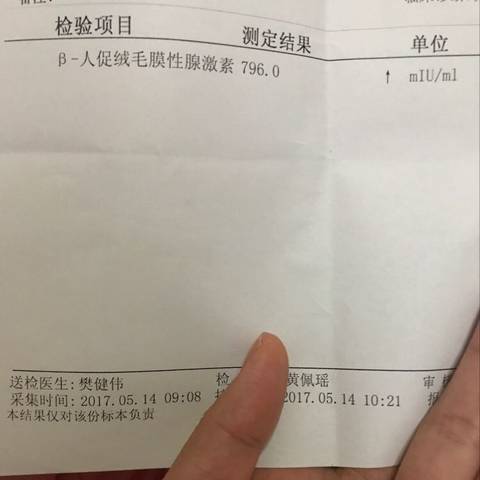 检验项目 测定结果 单位
β-人促绒毛膜性腺激素 796.0 ↑ mIU/ml
送检医生:樊健伟 检 黄佩瑶 审
采集时间:2017.05.14 09:08 2017.05.14 10:21
本结果仅对该份标本负责